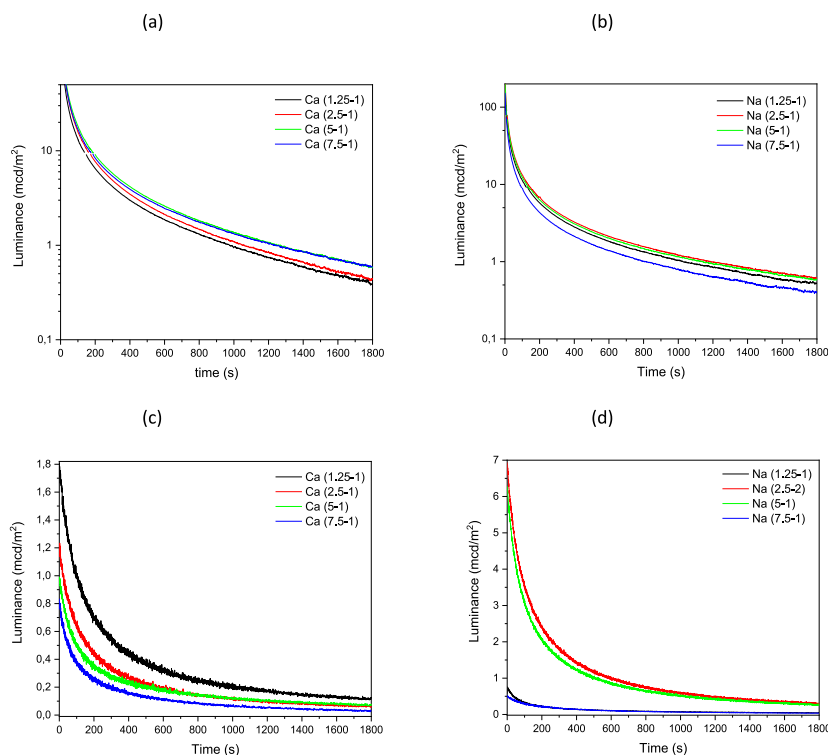 (a)
(b)
Luminance (mcd/m²)
10
1
0,1
0 200 400 600 800 1000 1200 1400 1600 1800
time (s)
Ca (1.25-1)
Ca (2.5-1)
Ca (5-1)
Ca (7.5-1)
Luminance (mcd/m²)
100
10
1
0,1
0 200 400 600 800 1000 1200 1400 1600 1800
Time (s)
Na (1.25-1)
Na (2.5-1)
Na (5-1)
Na (7.5-1)
(c)
(d)
Luminance (mcd/m²)
1,8
1,6
1,4
1,2
1,0
0,8
0,6
0,4
0,2
0,0
0 200 400 600 800 1000 1200 1400 1600 1800
Time (s)
Ca (1.25-1)
Ca (2.5-1)
Ca (5-1)
Ca (7.5-1)
Luminance (mcd/m²)
7
6
5
4
3
2
1
0
0 200 400 600 800 1000 1200 1400 1600 1800
Time (s)
Na (1.25-1)
Na (2.5-2)
Na (5-1)
Na (7.5-1)